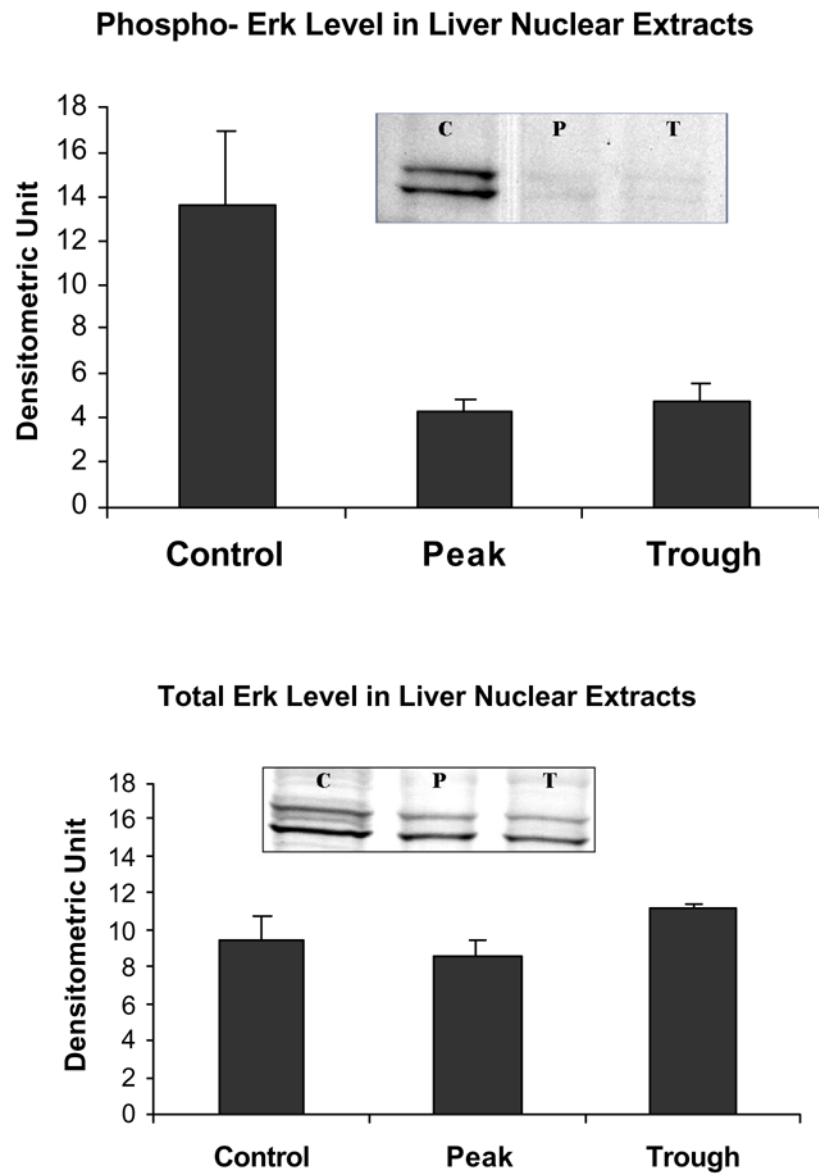 Phospho- Erk Level in Liver Nuclear Extracts
Densitometric Unit
18
16
14
12
10
8
6
4
2
0
C P T
Control Peak Trough
Total Erk Level in Liver Nuclear Extracts
Densitometric Unit
18
16
14
12
10
8
6
4
2
0
C P T
Control Peak Trough